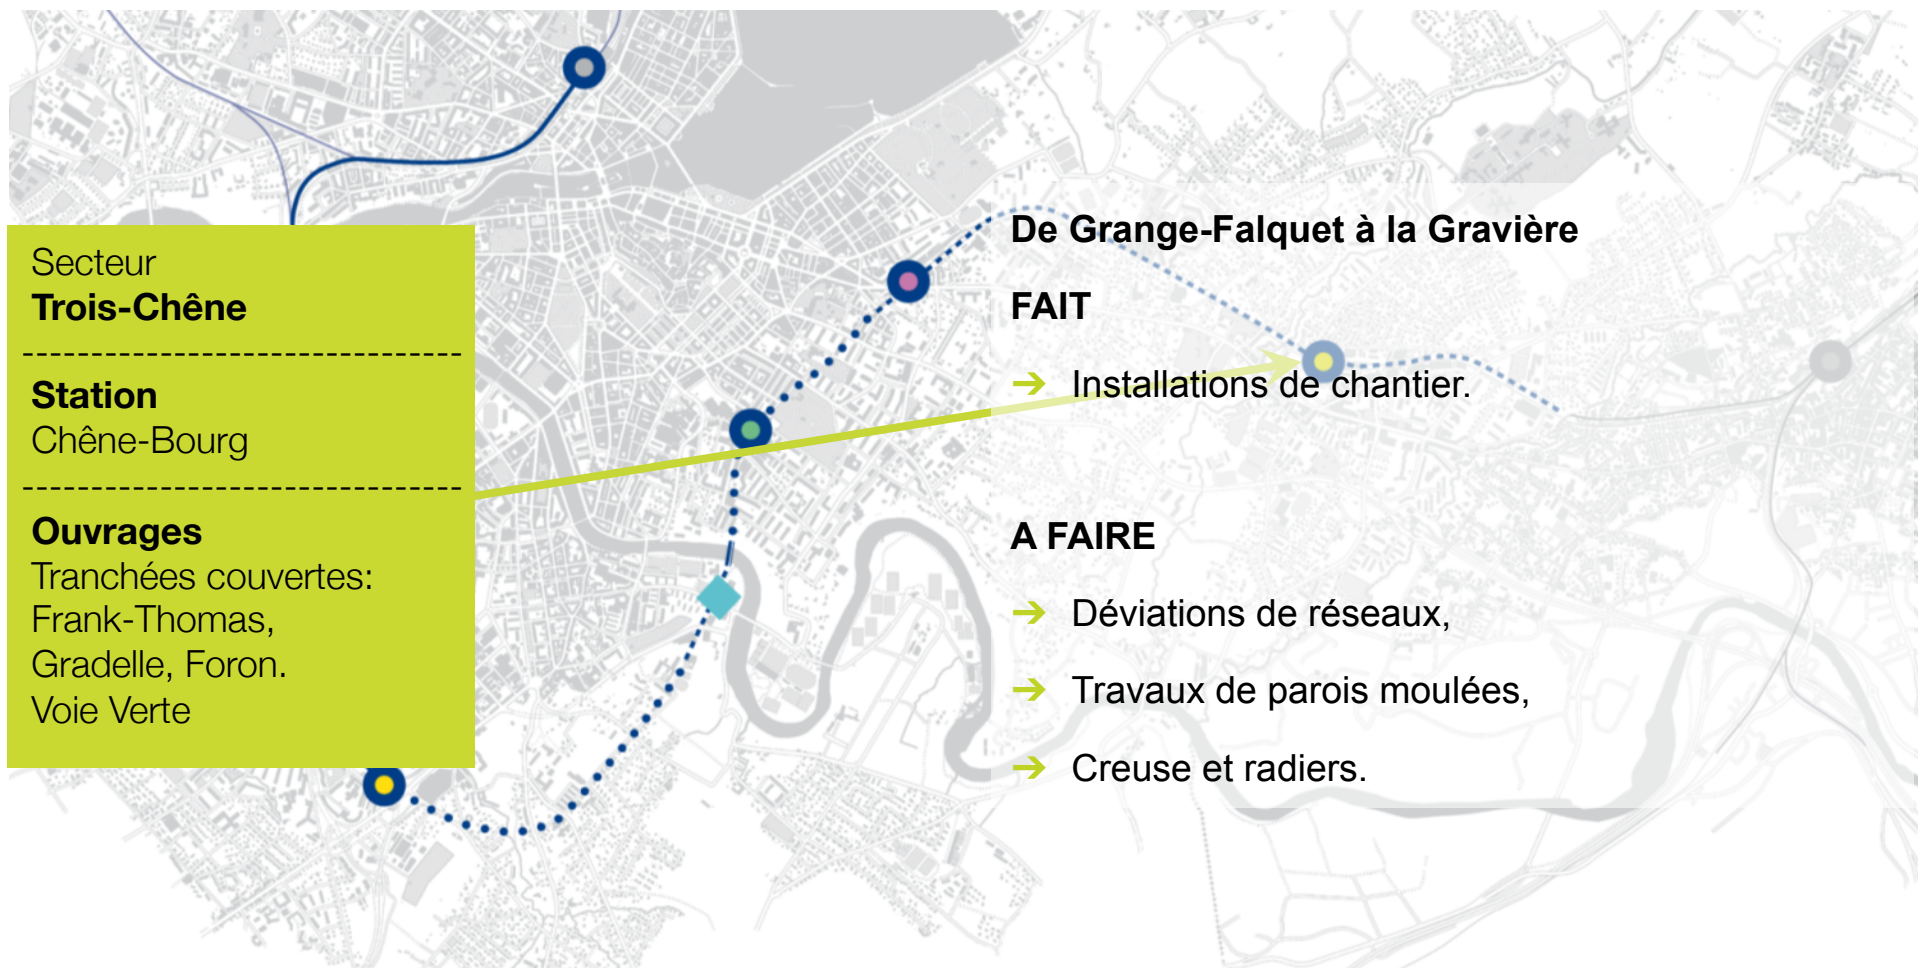 Secteur
Trois-Chêne
--------------------------------
Station
Chêne-Bourg
--------------------------------
Ouvrages
Tranchées couvertes:
Frank-Thomas,
Gradelle, Foron.
Voie Verte
De Grange-Falquet à la Gravière
FAIT
➔ Installations de chantier.
A FAIRE
➔ Déviations de réseaux,
➔ Travaux de parois moulées,
➔ Creuse et radiers.